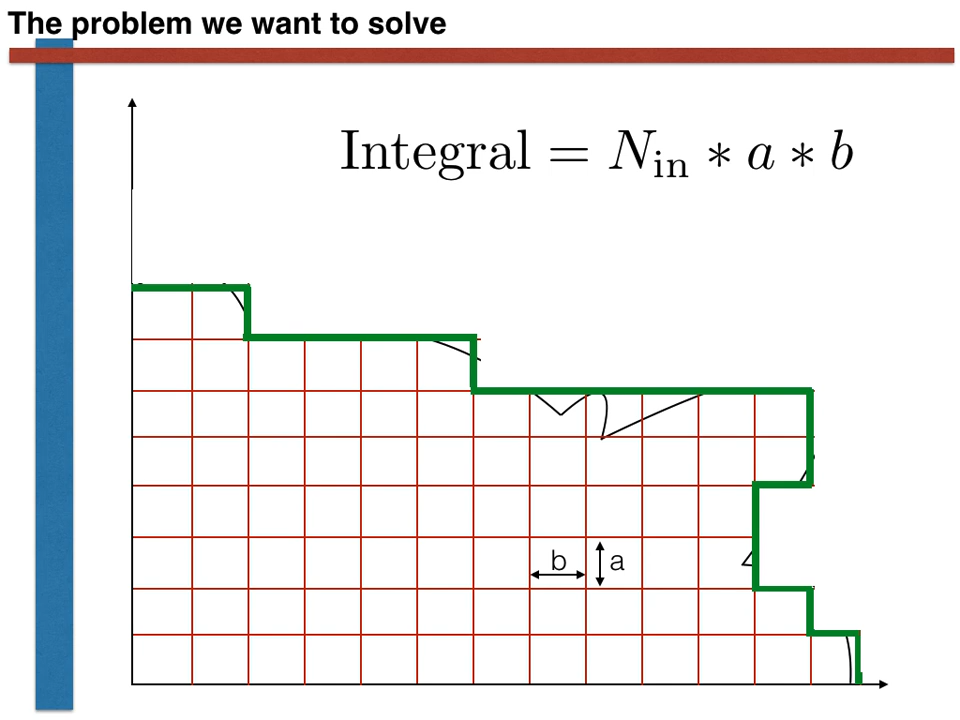 The problem we want to solve
Integral = N_in * a * b
b
a